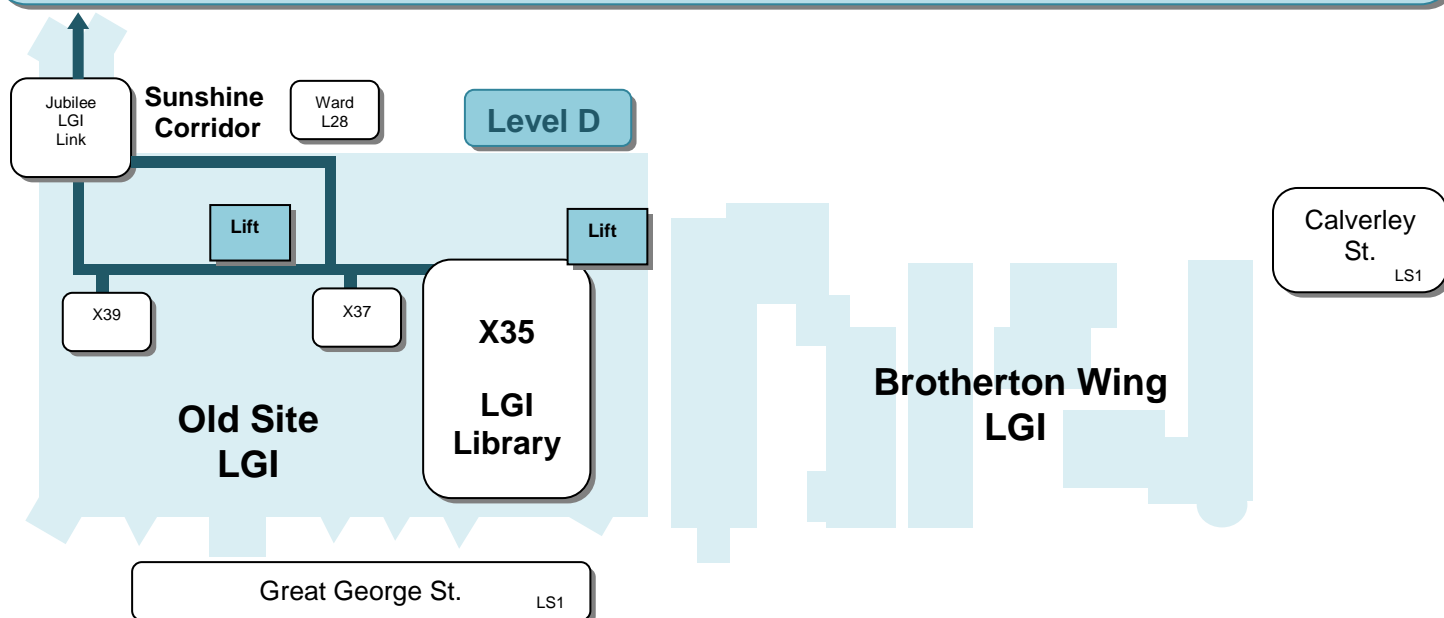 Jubilee
LGI
Link
Sunshine
Corridor
Ward
L28
Level D
Calverley
St.
LS1
Lift
Lift
X39
X37
X35
LGI
Library
Old Site
LGI
Brotherton Wing
LGI
Great George St.
LS1